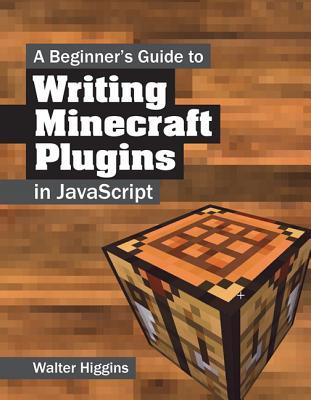 A Beginner's Guide to
Writing
Minecraft
Plugins
in JavaScript
Walter Higgins